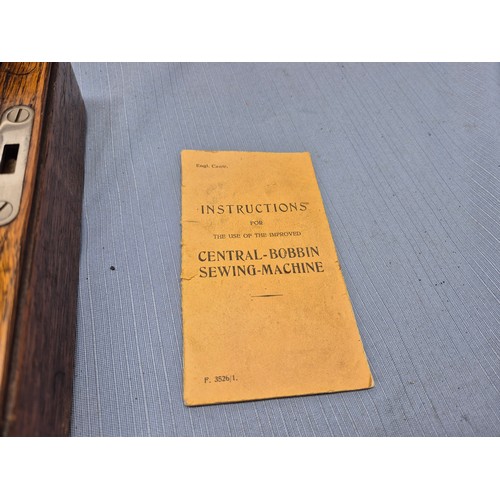 Engl. Centr.
INSTRUCTIONS
FOR
THE USE OF THE IMPROVED
CENTRAL-BOBBIN
SEWING-MACHINE
F. 3526/1.